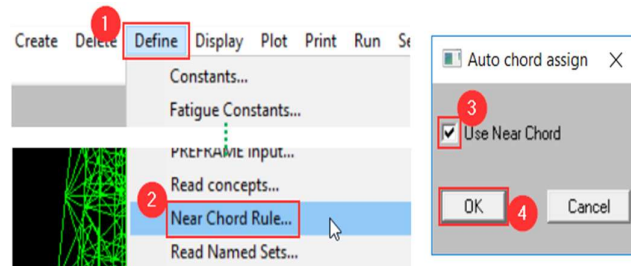 1
Create Delete Define Display Plot Print Run Se
Constants...
Fatigue Constants...
PREFRAME input...
Read concepts...
2 Near Chord Rule...
Read Named Sets...
Auto chord assign X
3
Use Near Chord
OK 4 Cancel